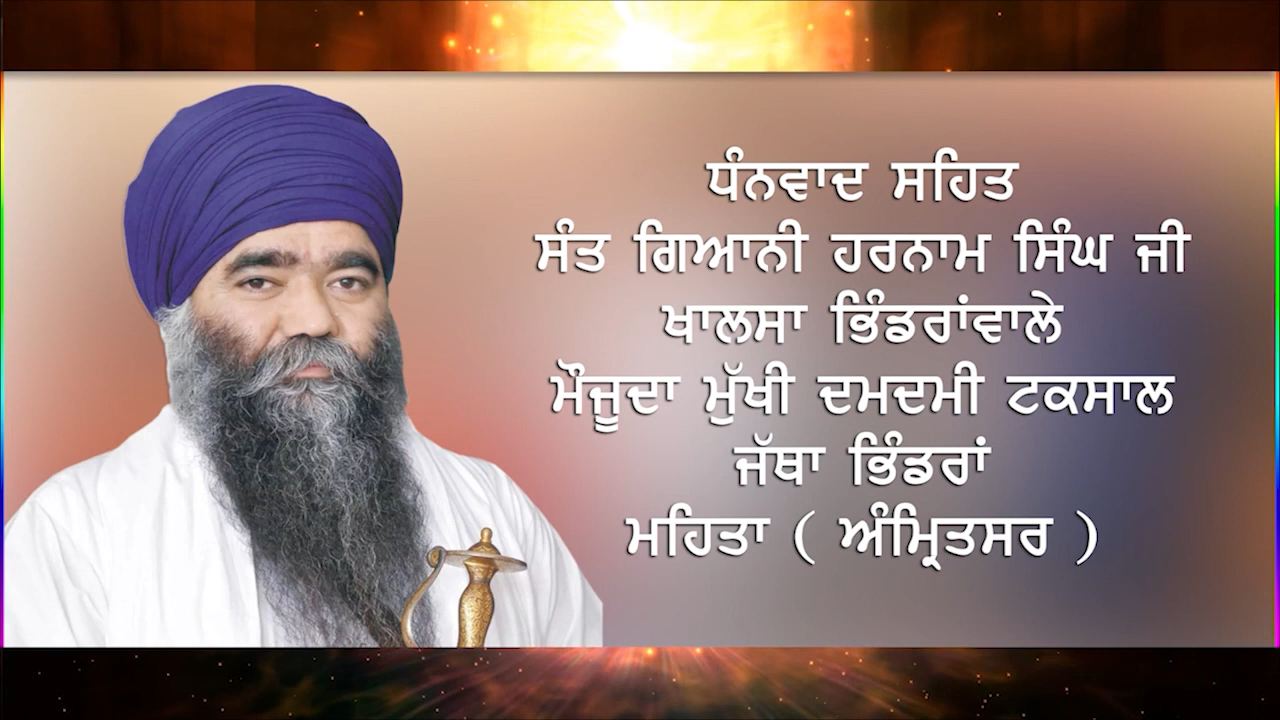 ਧੰਨਵਾਦ ਸਹਿਤ
ਸੰਤ ਗਿਆਨੀ ਹਰਨਾਮ ਸਿੰਘ ਜੀ
ਖਾਲਸਾ ਭਿੰਡਰਾਂਵਾਲੇ
ਮੌਜੂਦਾ ਮੁੱਖੀ ਦਮਦਮੀ ਟਕਸਾਲ
ਜੱਥਾ ਭਿੰਡਰਾਂ
ਮਹਿਤਾ ( ਅੰਮ੍ਰਿਤਸਰ )